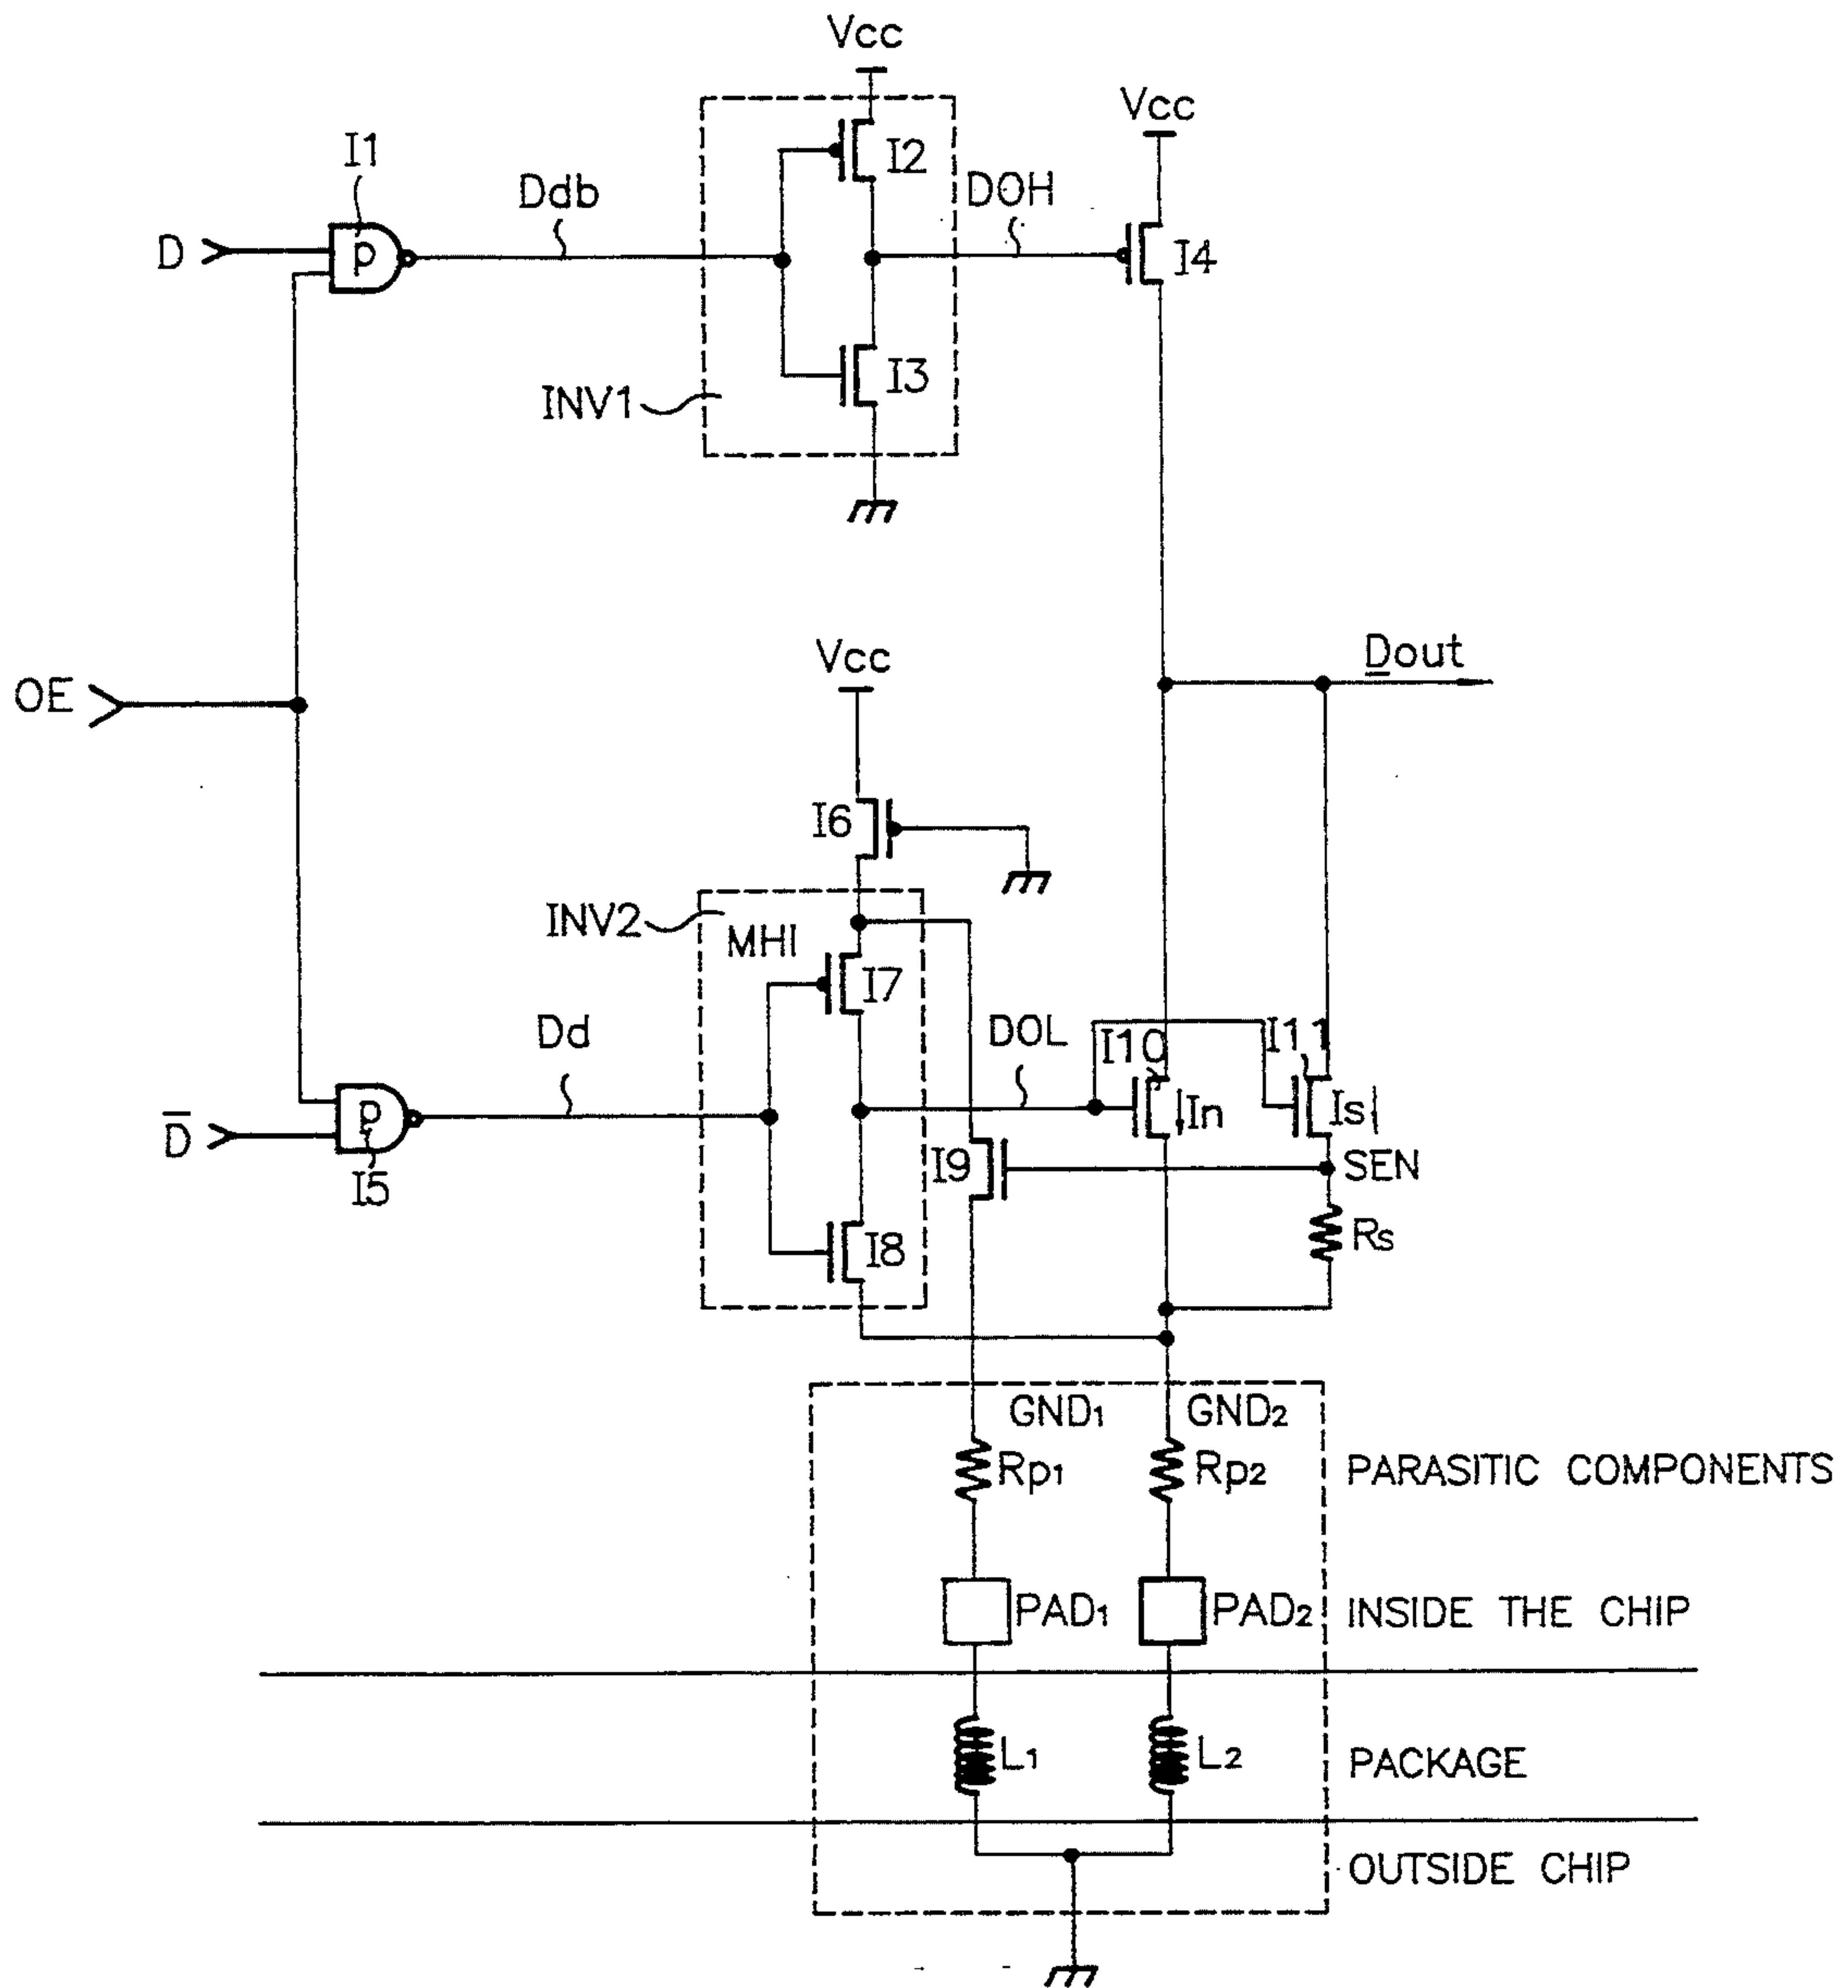 Vcc
Vcc
I1
I2
Ddb
DOH
D
p
I4
I3
INV1
Vcc
Dout
OE
I6
INV2
MHI
I7
Dd
DOL
I10
I11
In
Is
p
D̅
I5
I9
SEN
I8
Rs
GND₁
GND₂
Rp₁
Rp₂
PARASITIC COMPONENTS
PAD₁
PAD₂
INSIDE THE CHIP
L₁
L₂
PACKAGE
OUTSIDE CHIP